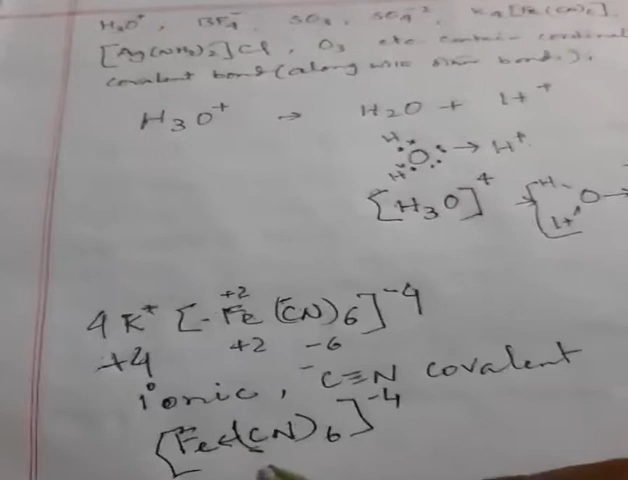 H₃O⁺, BF₄⁻, SO₃, SO₄⁻², K₄[Fe(CN)₆]
[Ag(NH₃)₂]Cl, O₃ etc contain
covalent bond (along with other bonds).
H₃O⁺ → H₂O + H⁺
H
O → H⁺
H
[H₃O]⁺ → [H- O →
H
+2
4K⁺ [Fe(CN)6]⁻⁴
+4 +2 -6
ionic, ⁻C≡N covalent
[Fe(CN)6]⁻⁴